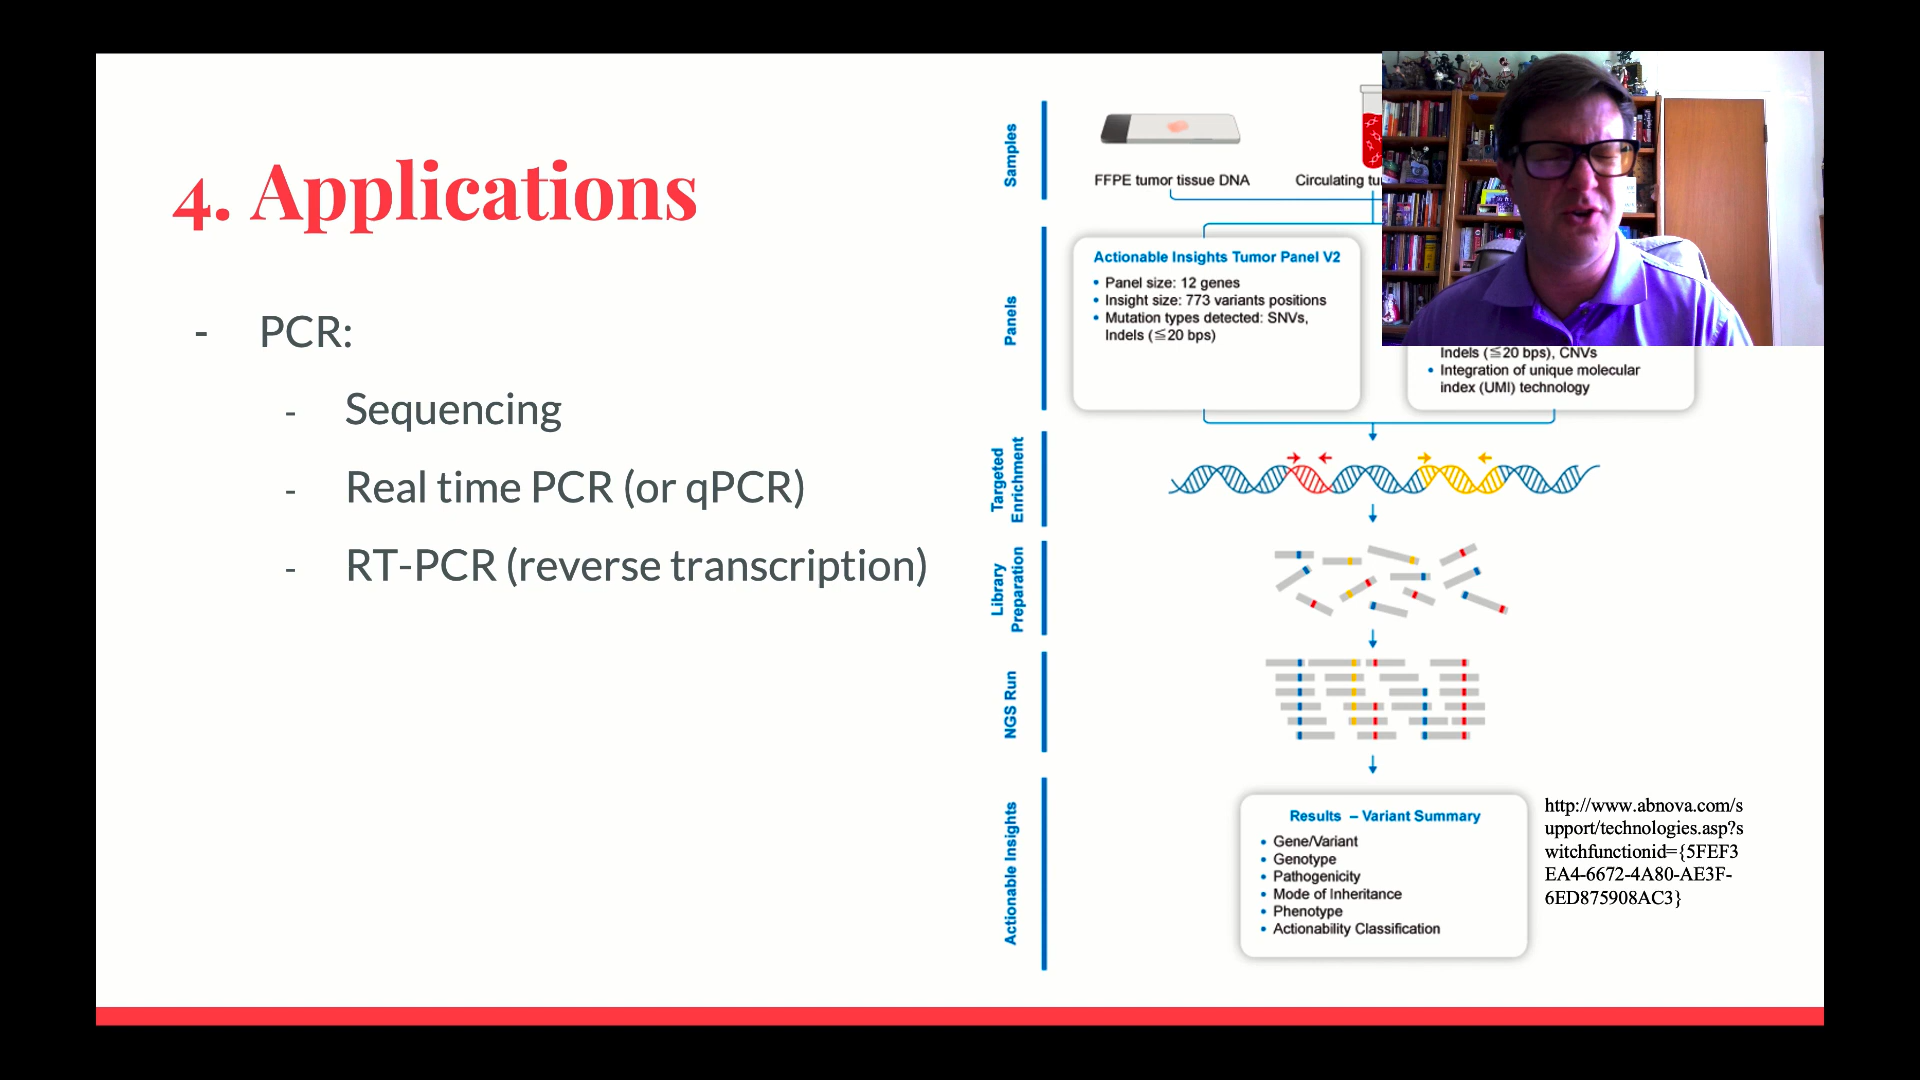 4. Applications
- PCR:
- Sequencing
- Real time PCR (or qPCR)
- RT-PCR (reverse transcription)
Samples
FFPE tumor tissue DNA
Circulating
Panels
Actionable Insights Tumor Panel V2
• Panel size: 12 genes
• Insight size: 773 variants positions
• Mutation types detected: SNVs,
Indels (≦20 bps)
Indels (≦20 bps), CNVs
• Integration of unique molecular
index (UMI) technology
Targeted
Enrichment
Library
Preparation
NGS Run
Actionable Insights
Results – Variant Summary
• Gene/Variant
• Genotype
• Pathogenicity
• Mode of Inheritance
• Phenotype
• Actionability Classification
http://www.abnova.com/s
upport/technologies.asp?s
witchfunctionid={5FEF3
EA4-6672-4A80-AE3F-
6ED875908AC3}